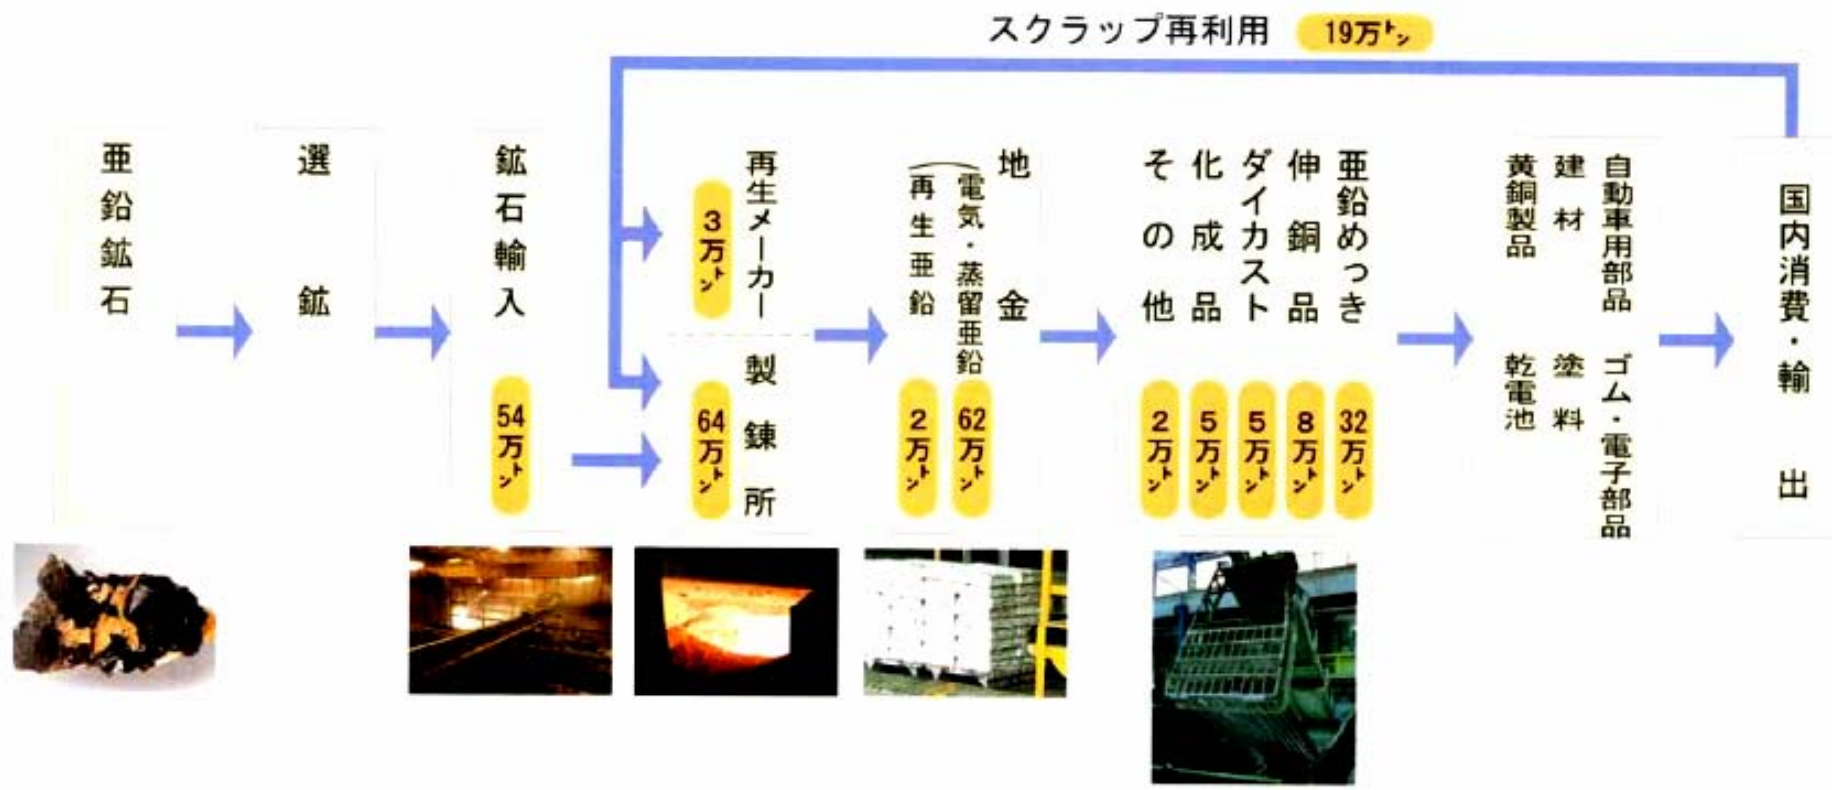 スクラップ再利用 19万トン
亜鉛鉱石
選鉱
鉱石輸入
54万トン
再生メーカー
3万トン
製錬所
64万トン
地金
(電気・蒸留亜鉛
再生亜鉛
62万トン
2万トン
亜鉛めっき
32万トン
伸銅品
8万トン
ダイカスト
5万トン
化成品
5万トン
その他
2万トン
自動車用部品 ゴム・電子部品
建材 塗料
黄銅製品 乾電池
国内消費・輸出